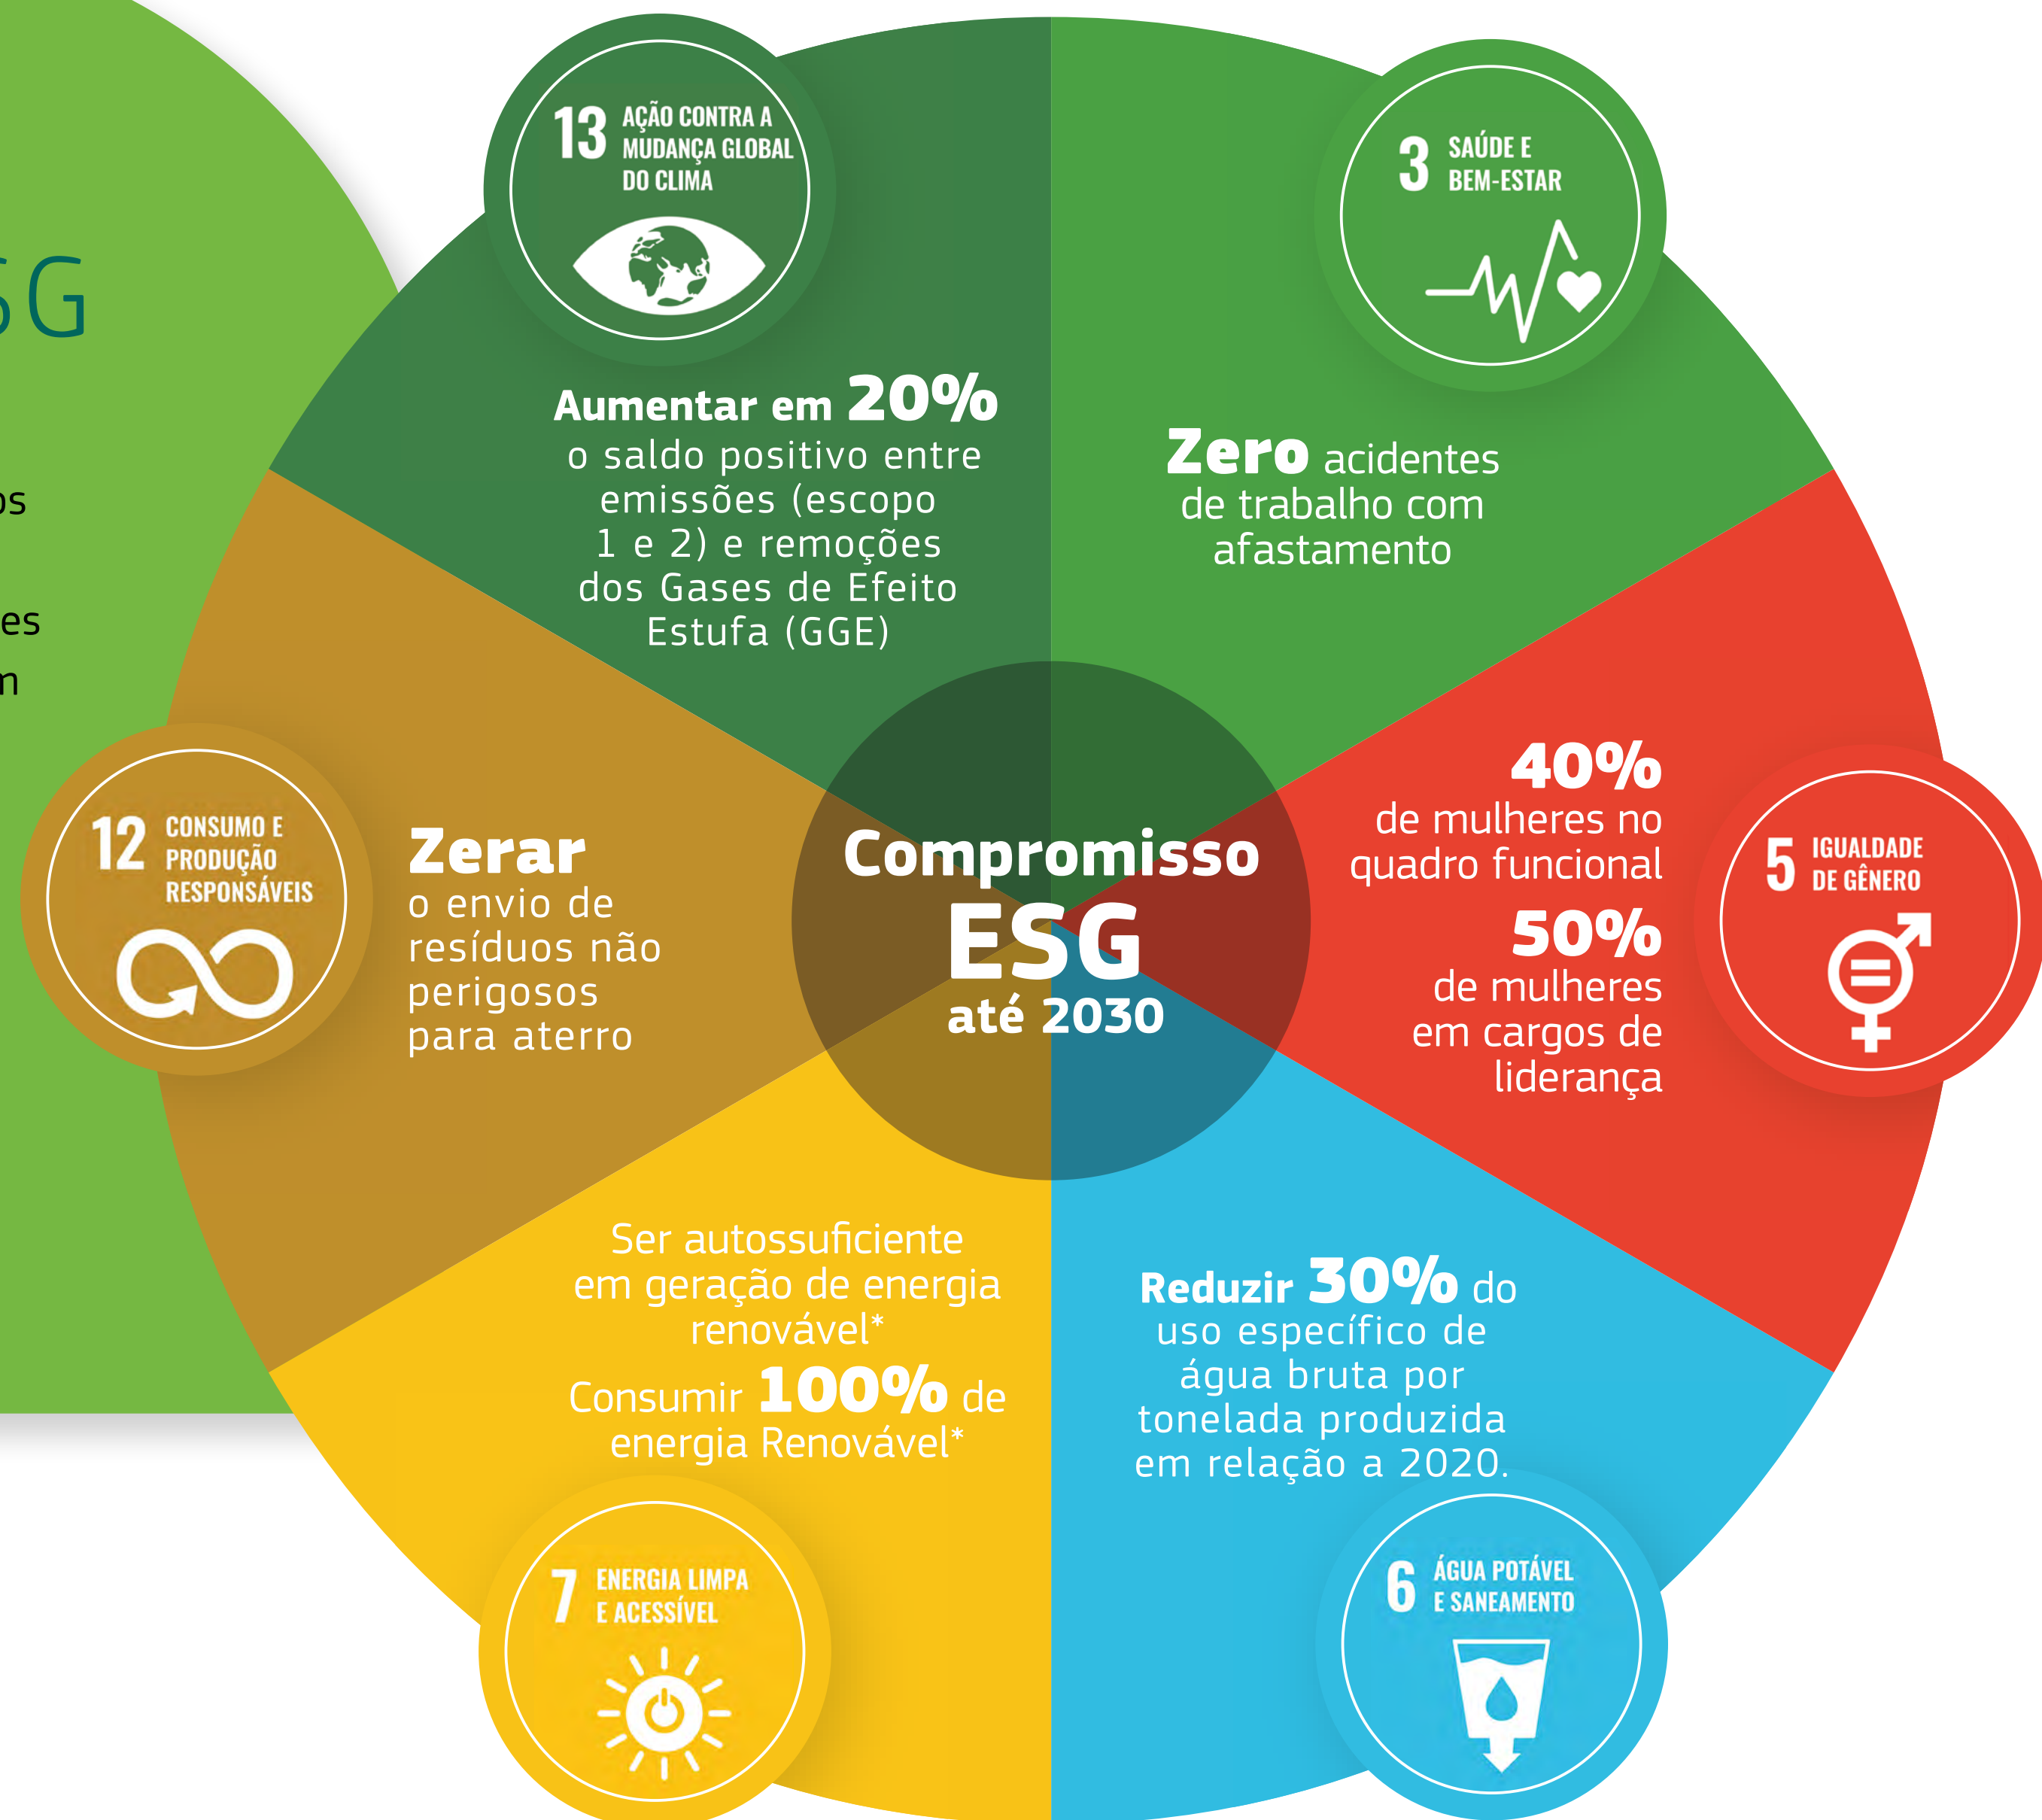 SG
os
es
m
13 AÇÃO CONTRA A
MUDANÇA GLOBAL
DO CLIMA
Aumentar em 20%
o saldo positivo entre
emissões (escopo
1 e 2) e remoções
dos Gases de Efeito
Estufa (GGE)
3 SAÚDE E
BEM-ESTAR
Zero acidentes
de trabalho com
afastamento
12 CONSUMO E
PRODUÇÃO
RESPONSÁVEIS
Zerar
o envio de
resíduos não
perigosos
para aterro
Compromisso
ESG
até 2030
40%
de mulheres no
quadro funcional
50%
de mulheres
em cargos de
liderança
5 IGUALDADE
DE GÊNERO
Ser autossuficiente
em geração de energia
renovável*
Consumir 100% de
energia Renovável*
7 ENERGIA LIMPA
E ACESSÍVEL
Reduzir 30% do
uso específico de
água bruta por
tonelada produzida
em relação a 2020.
6 ÁGUA POTÁVEL
E SANEAMENTO